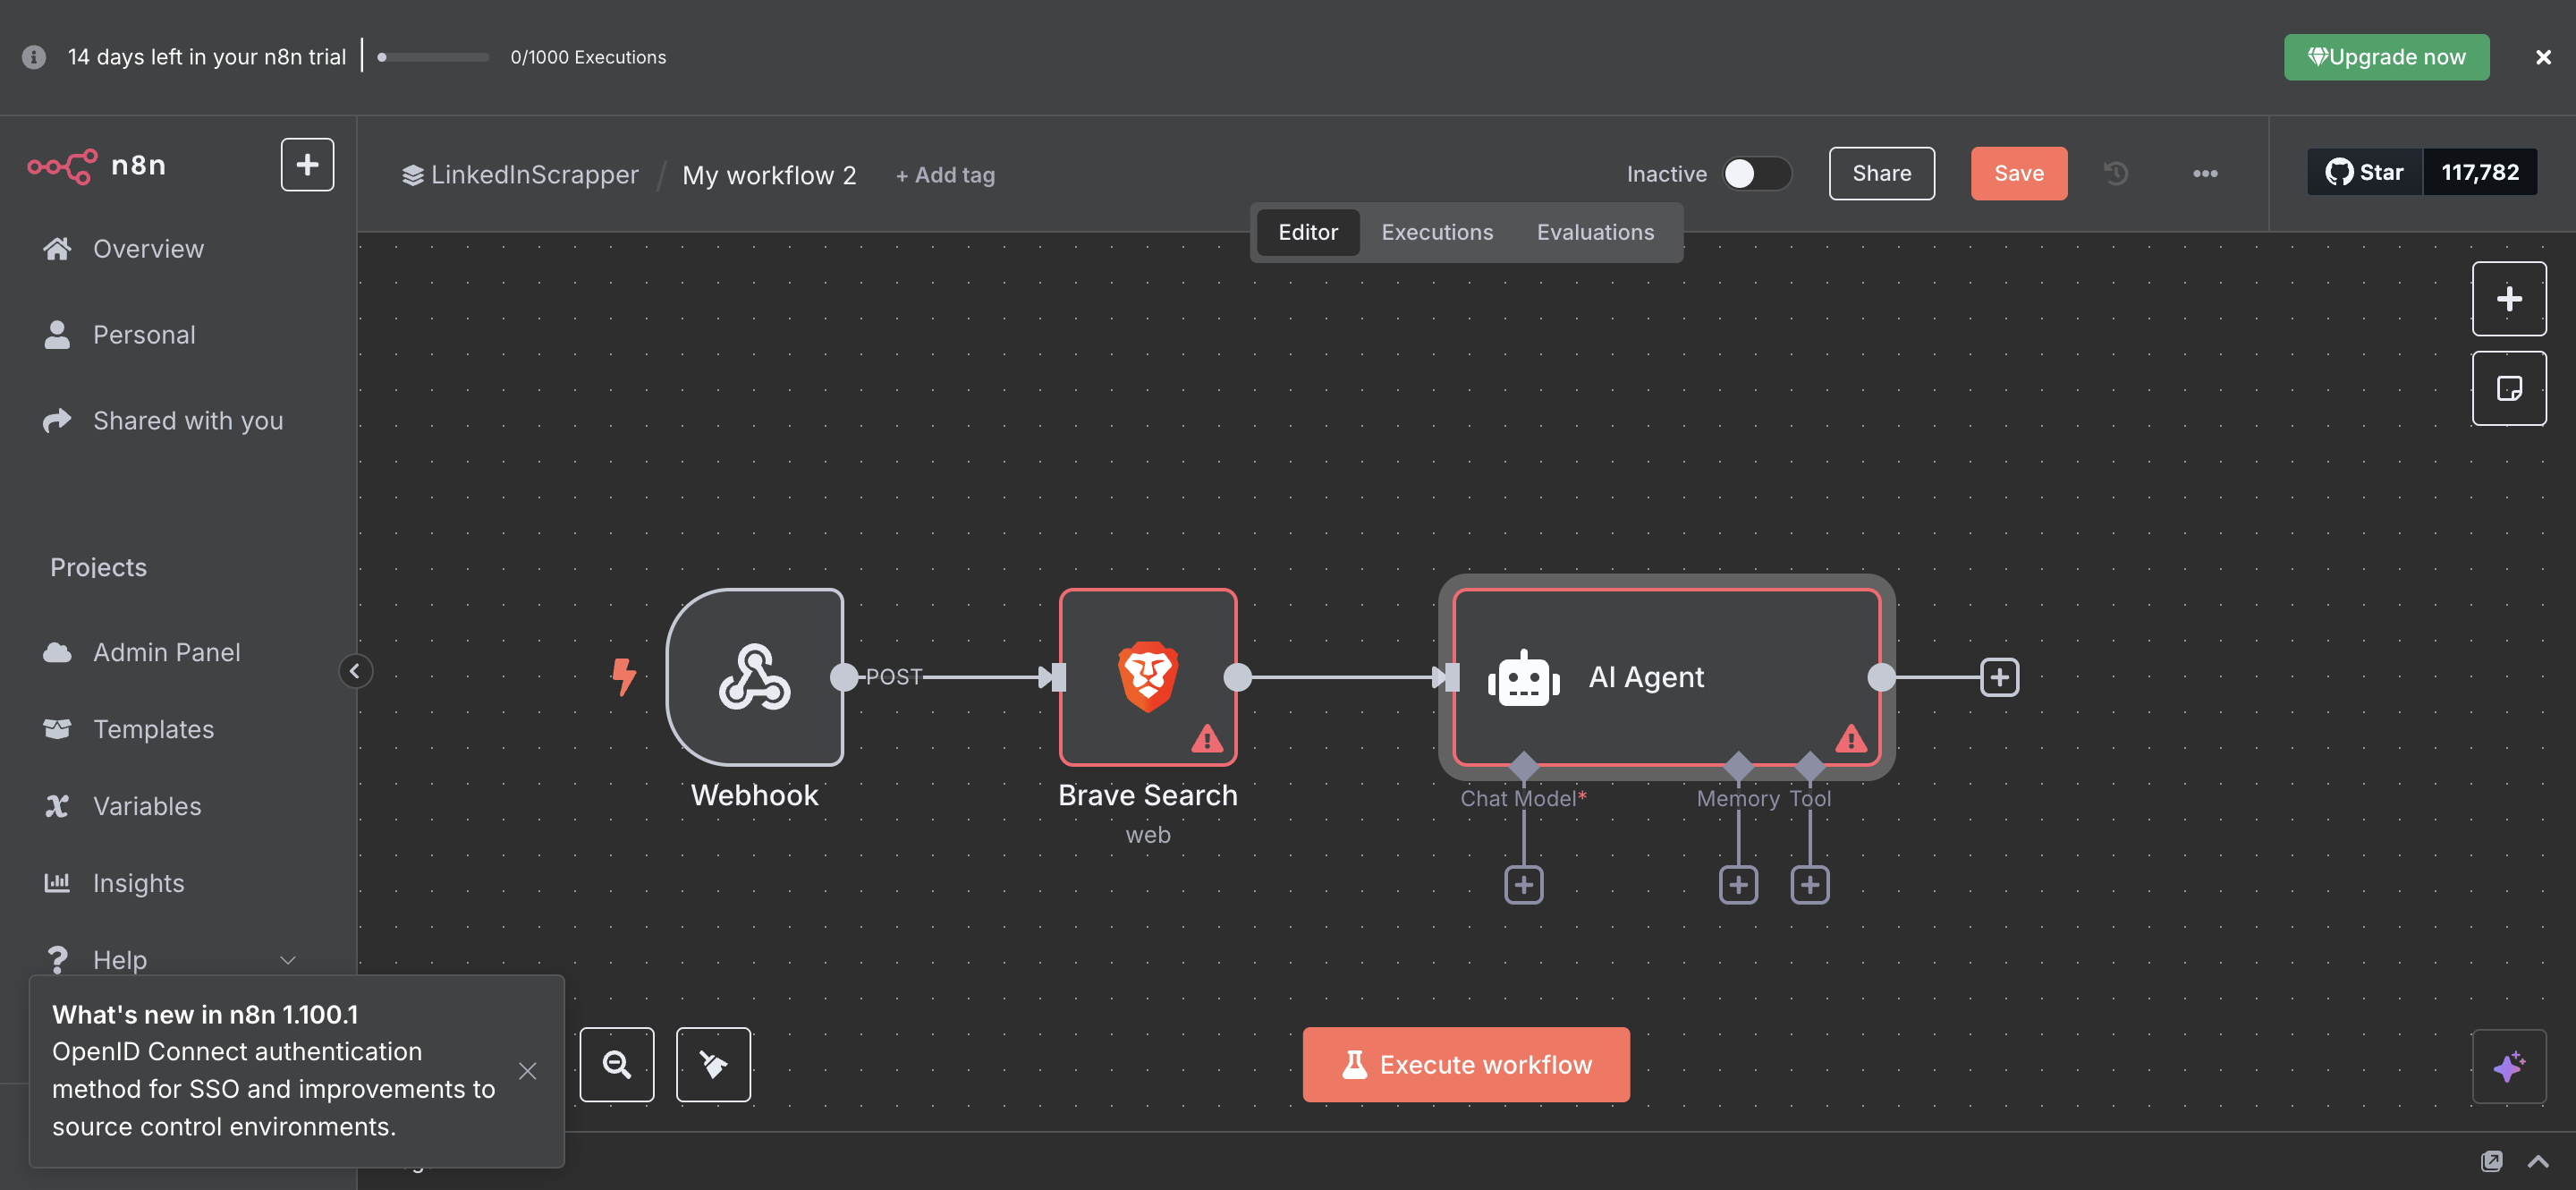 14 days left in your n8n trial
0/1000 Executions
Upgrade now
n8n
LinkedInScrapper / My workflow 2
+ Add tag
Inactive
Share
Save
Star
117,782
Editor
Executions
Evaluations
Overview
Personal
Shared with you
Projects
Admin Panel
Templates
Variables
Insights
Help
POST
AI Agent
Webhook
Brave Search
web
Chat Model*
Memory
Tool
What's new in n8n 1.100.1
OpenID Connect authentication
method for SSO and improvements to
source control environments.
Execute workflow